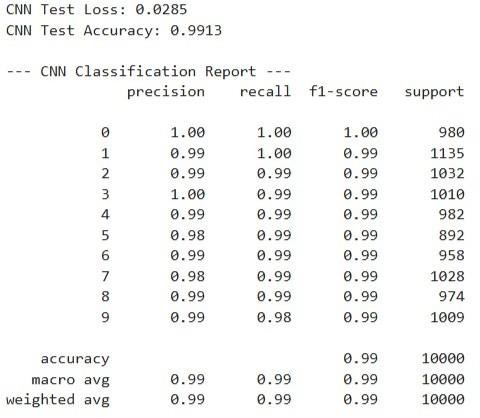 CNN Test Loss: 0.0285
CNN Test Accuracy: 0.9913
--- CNN Classification Report ---
precision recall f1-score support
0 1.00 1.00 1.00 980
1 0.99 1.00 0.99 1135
2 0.99 0.99 0.99 1032
3 1.00 0.99 0.99 1010
4 0.99 0.99 0.99 982
5 0.98 0.99 0.99 892
6 0.99 0.99 0.99 958
7 0.98 0.99 0.99 1028
8 0.99 0.99 0.99 974
9 0.99 0.98 0.99 1009
accuracy 0.99 10000
macro avg 0.99 0.99 0.99 10000
weighted avg 0.99 0.99 0.99 10000